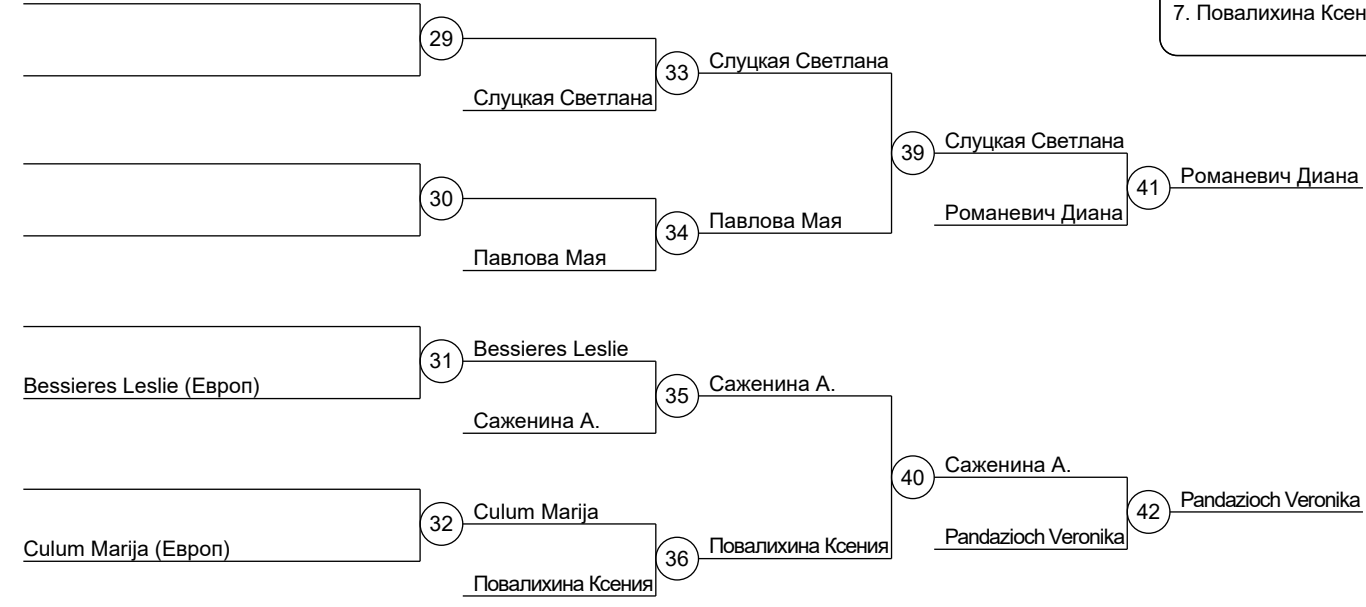 7. Повалихина Ксен
29
Слуцкая Светлана
33
Слуцкая Светлана
30
Павлова Мая
34
Павлова Мая
39
Слуцкая Светлана
Романевич Диана
41
Романевич Диана
Bessieres Leslie (Европ)
31
Bessieres Leslie
Саженина А.
35
Саженина А.
Culum Marija (Европ)
32
Culum Marija
Повалихина Ксения
36
Повалихина Ксения
40
Саженина А.
Pandazioch Veronika
42
Pandazioch Veronika